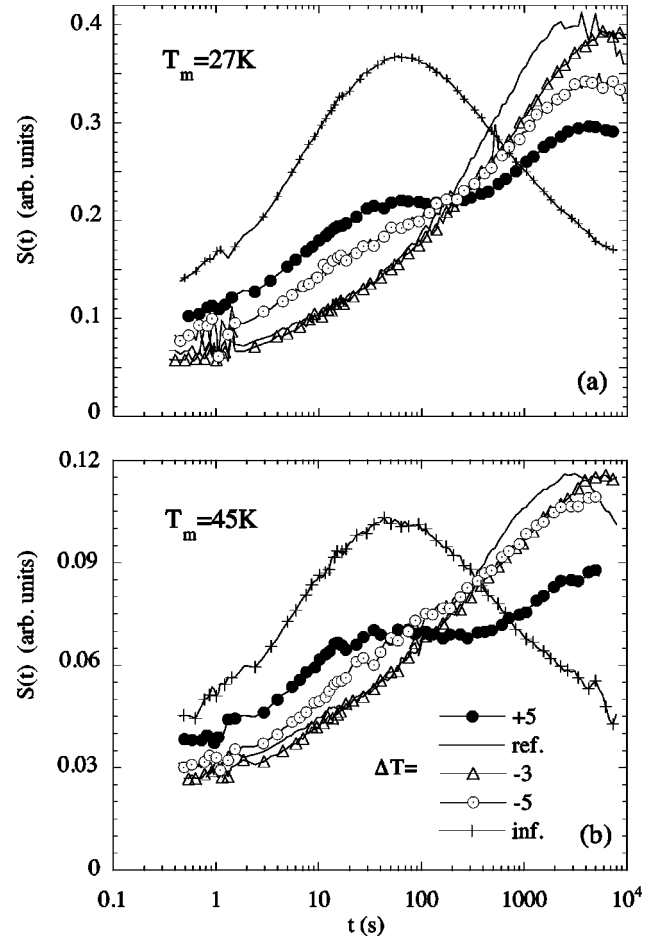 0.4
T_m=27K
0.3
S(t) (arb. units)
0.2
0.1
(a)
0
0.12
T_m=45K
0.09
S(t) (arb. units)
0.06
+5
ref.
ΔT= -3
0.03
-5
inf.
(b)
0
0.1 1 10 100 1000 10⁴
t (s)